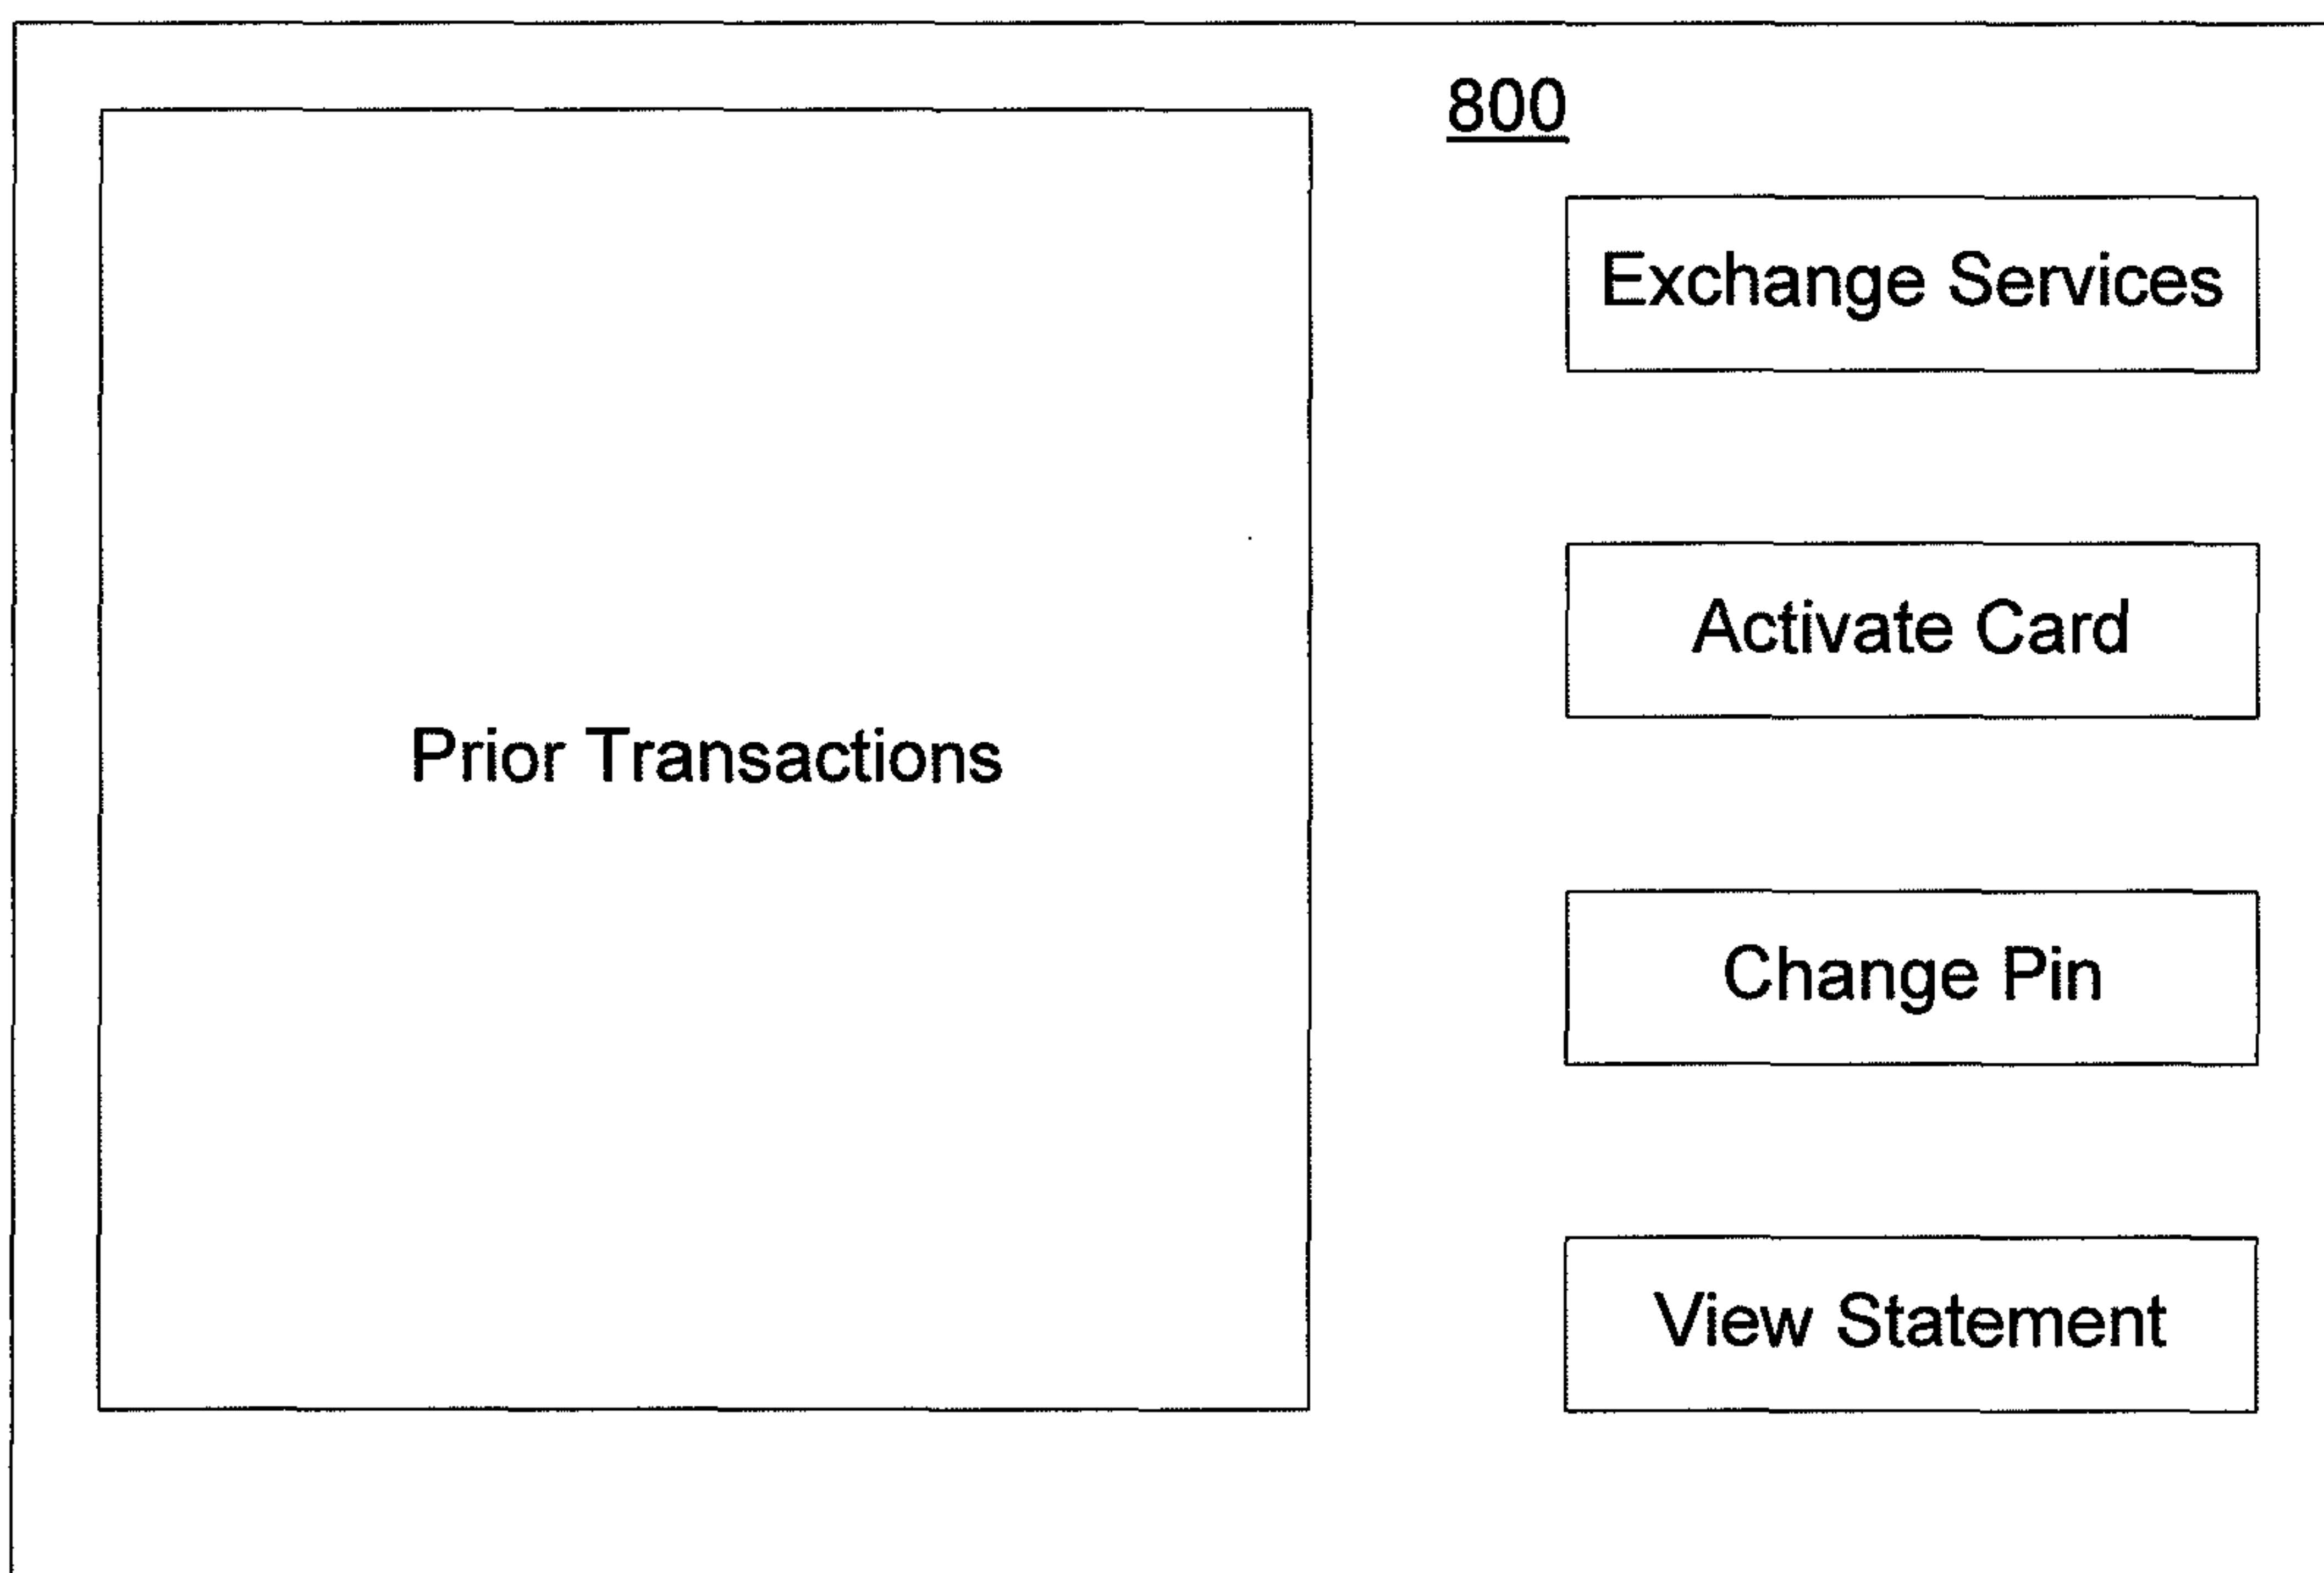 800
Exchange Services
Activate Card
Prior Transactions
Change Pin
View Statement